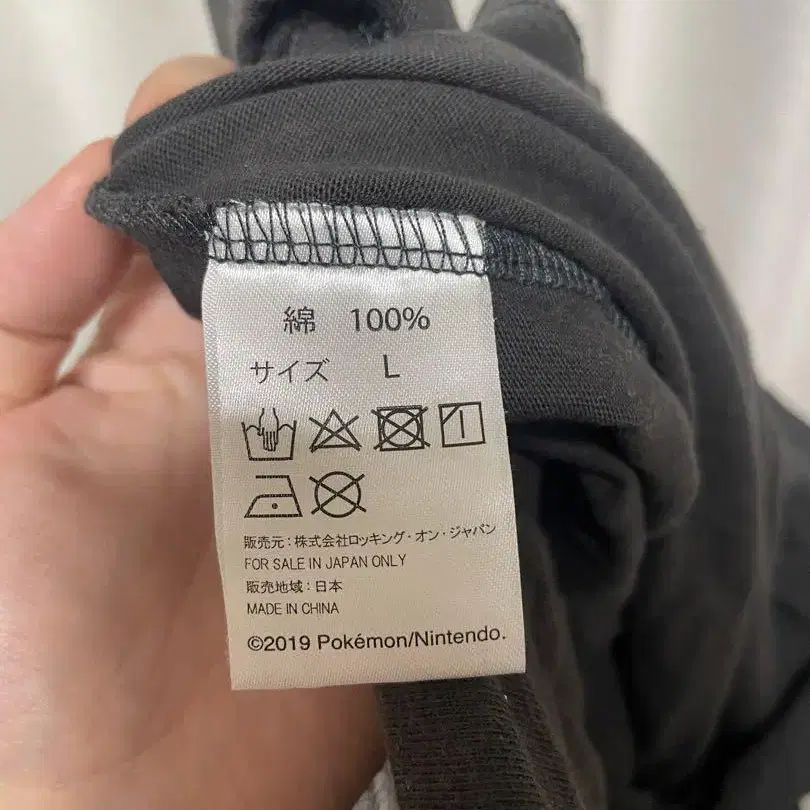 綿 100%
サイズ L
販売元:株式会社ロッキング・オン・ジャパン
FOR SALE IN JAPAN ONLY
販売地域:日本
MADE IN CHINA
©2019 Pokémon/Nintendo.